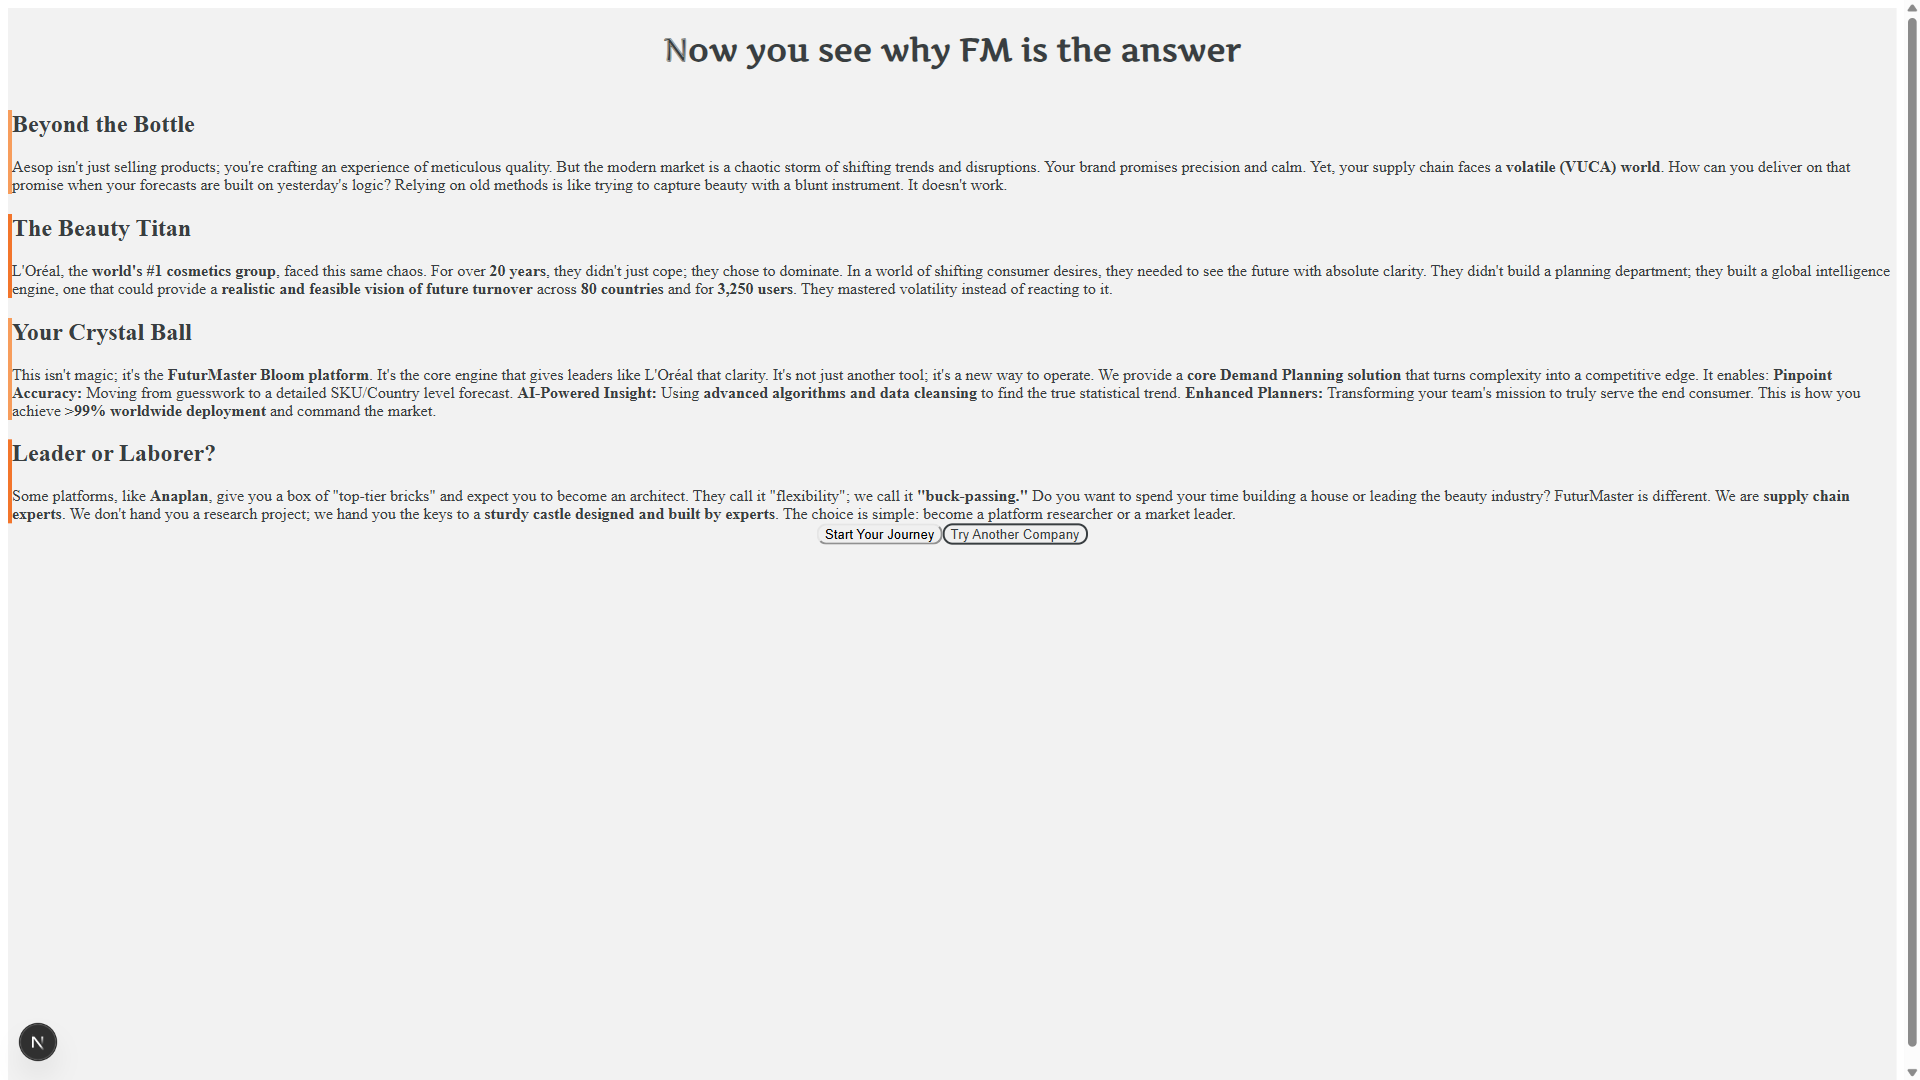 Now you see why FM is the answer
Beyond the Bottle
Aesop isn't just selling products; you're crafting an experience of meticulous quality. But the modern market is a chaotic storm of shifting trends and disruptions. Your brand promises precision and calm. Yet, your supply chain faces a volatile (VUCA) world. How can you deliver on that
promise when your forecasts are built on yesterday's logic? Relying on old methods is like trying to capture beauty with a blunt instrument. It doesn't work.
The Beauty Titan
L'Oréal, the world's #1 cosmetics group, faced this same chaos. For over 20 years, they didn't just cope; they chose to dominate. In a world of shifting consumer desires, they needed to see the future with absolute clarity. They didn't build a planning department; they built a global intelligence
engine, one that could provide a realistic and feasible vision of future turnover across 80 countries and for 3,250 users. They mastered volatility instead of reacting to it.
Your Crystal Ball
This isn't magic; it's the FuturMaster Bloom platform. It's the core engine that gives leaders like L'Oréal that clarity. It's not just another tool; it's a new way to operate. We provide a core Demand Planning solution that turns complexity into a competitive edge. It enables: Pinpoint
Accuracy: Moving from guesswork to a detailed SKU/Country level forecast. AI-Powered Insight: Using advanced algorithms and data cleansing to find the true statistical trend. Enhanced Planners: Transforming your team's mission to truly serve the end consumer. This is how you
achieve >99% worldwide deployment and command the market.
Leader or Laborer?
Some platforms, like Anaplan, give you a box of "top-tier bricks" and expect you to become an architect. They call it "flexibility"; we call it "buck-passing." Do you want to spend your time building a house or leading the beauty industry? FuturMaster is different. We are supply chain
experts. We don't hand you a research project; we hand you the keys to a sturdy castle designed and built by experts. The choice is simple: become a platform researcher or a market leader.
Start Your Journey Try Another Company
N